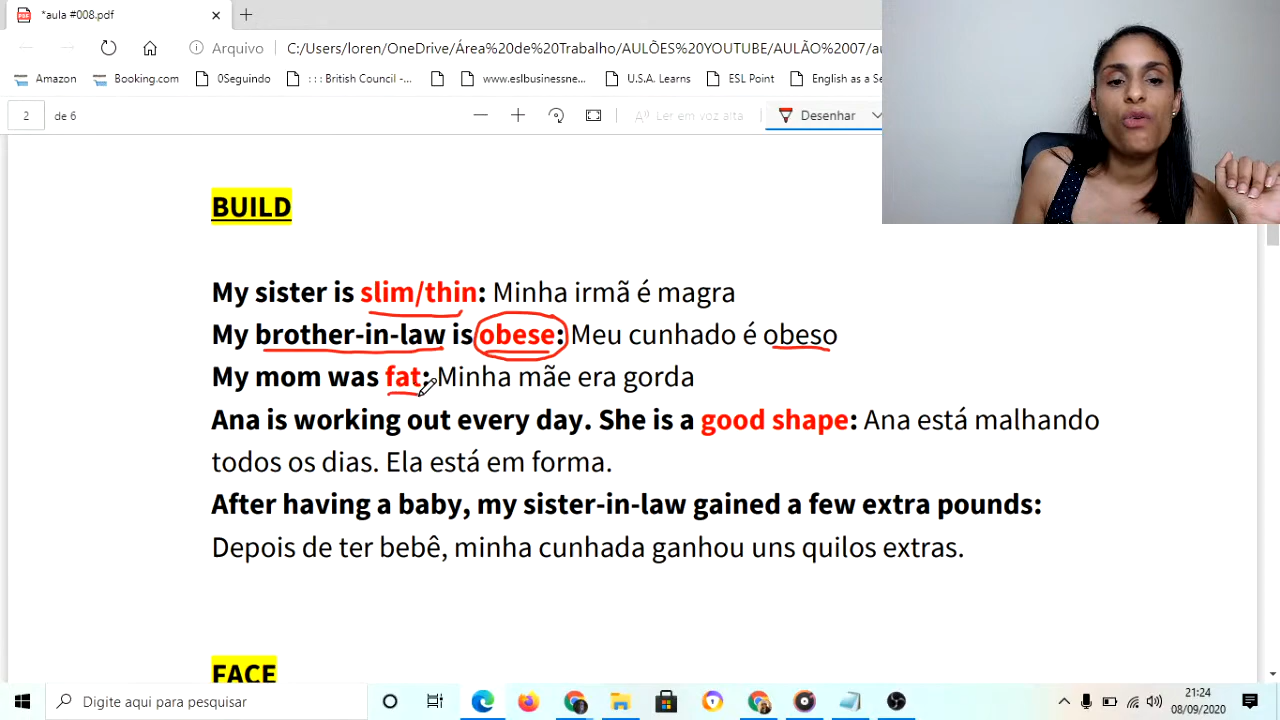 *aula #008.pdf
Arquivo
C:/Users/loren/OneDrive/Área%20de%20Trabalho/AULÕES%20YOUTUBE/AULÃO%2007/au
Amazon
Booking.com
0Seguindo
: : : British Council -...
www.eslbusinessne...
U.S.A. Learns
ESL Point
English as a Se
2 de 6
Ler em voz alta
Desenhar
BUILD
My sister is slim/thin: Minha irmã é magra
My brother-in-law is obese: Meu cunhado é obeso
My mom was fat: Minha mãe era gorda
Ana is working out every day. She is a good shape: Ana está malhando
todos os dias. Ela está em forma.
After having a baby, my sister-in-law gained a few extra pounds:
Depois de ter bebê, minha cunhada ganhou uns quilos extras.
FACE
Digite aqui para pesquisar
21:24
08/09/2020